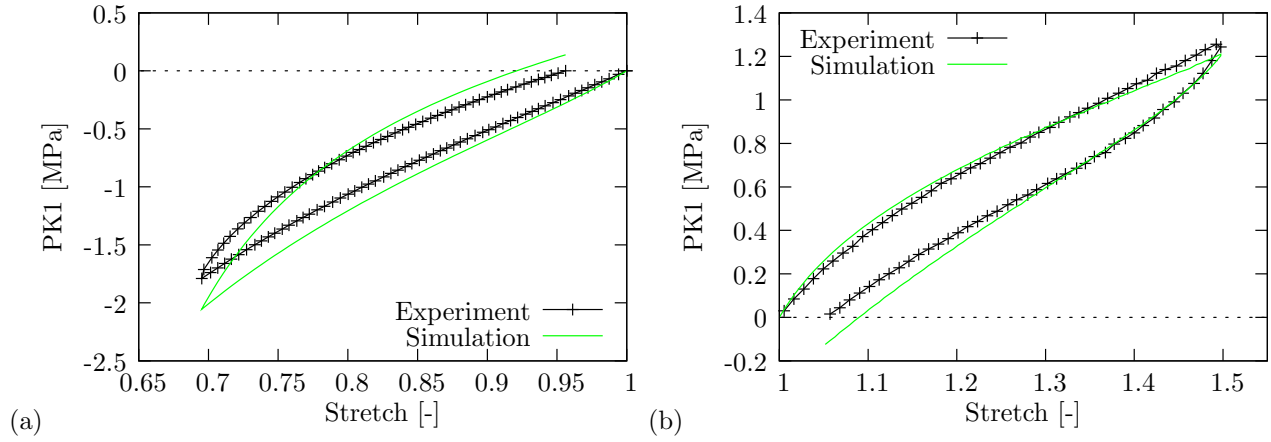 0.5
0
-0.5
-1
-1.5
-2
-2.5
PK1 [MPa]
Experiment
Simulation
0.65 0.7 0.75 0.8 0.85 0.9 0.95 1
Stretch [-]
(a)
1.4
1.2
1
0.8
0.6
0.4
0.2
0
-0.2
PK1 [MPa]
Experiment
Simulation
1 1.1 1.2 1.3 1.4 1.5
Stretch [-]
(b)